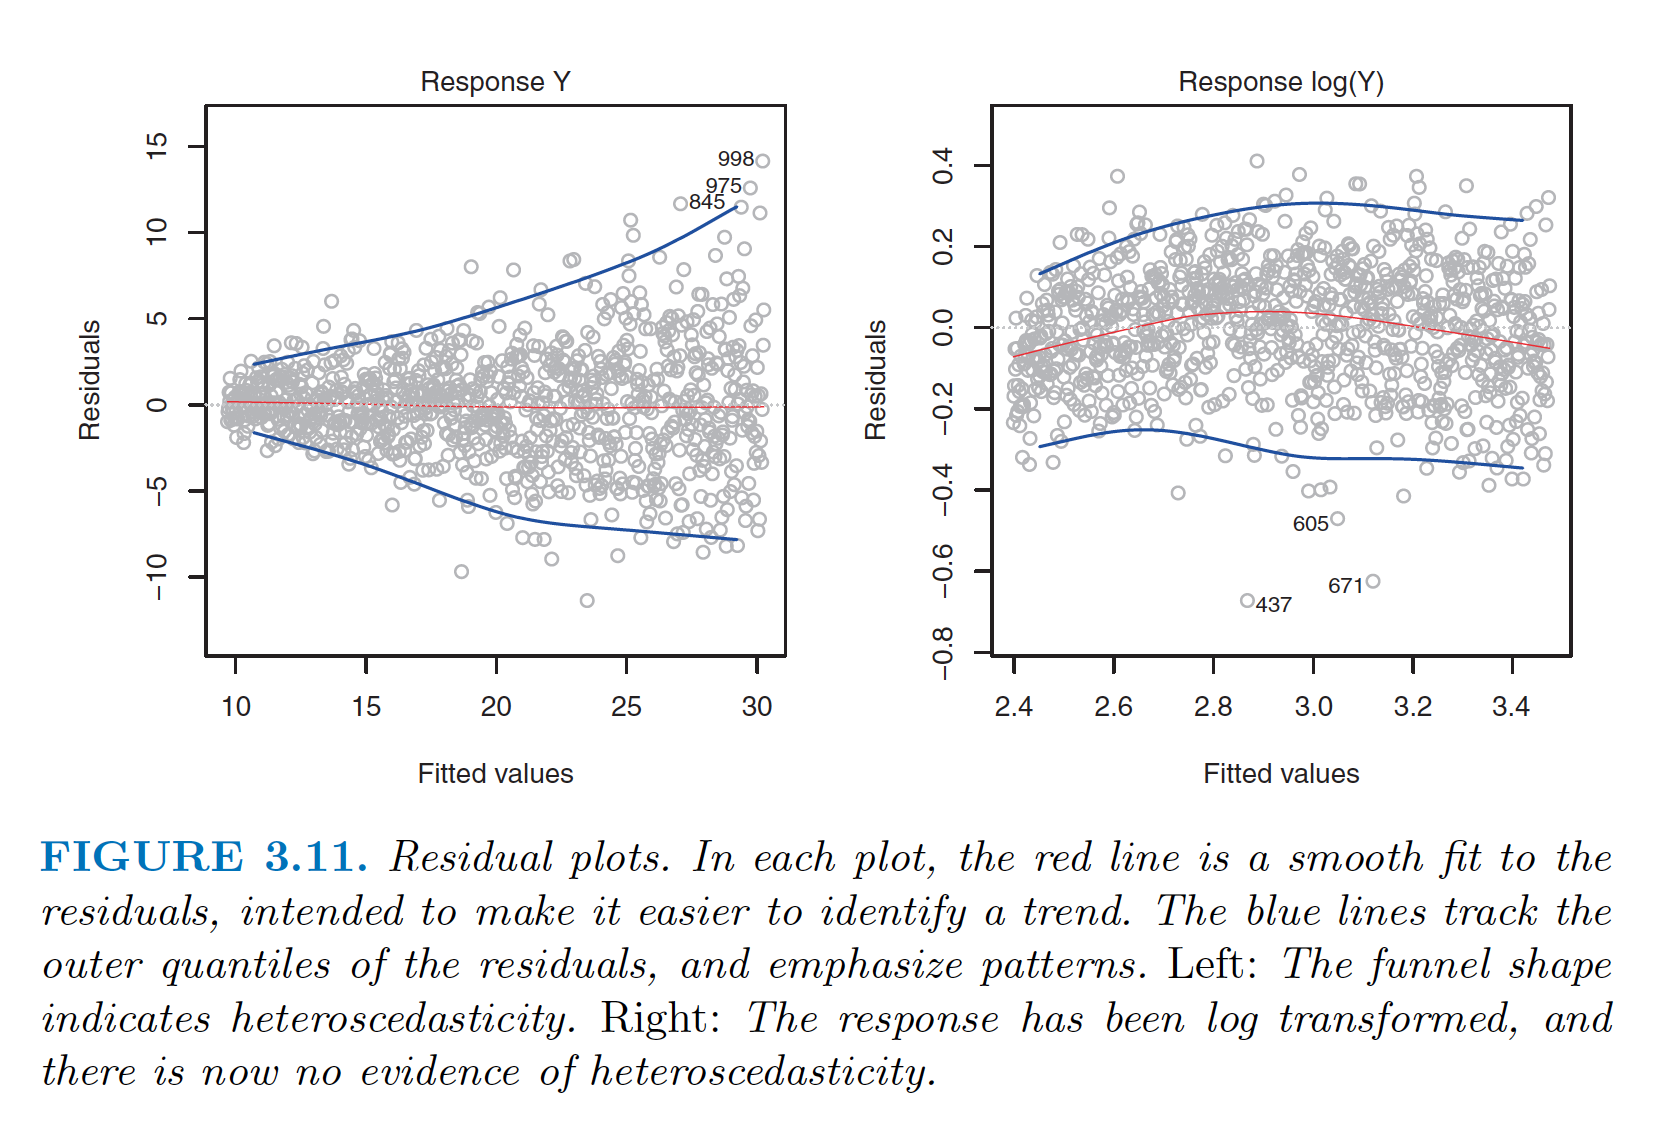 Response Y
Response log(Y)
998
975
845
15
10
5
0
−5
−10
Residuals
10 15 20 25 30
Fitted values
0.4
0.2
0.0
−0.2
−0.4
−0.6
−0.8
Residuals
605
671
437
2.4 2.6 2.8 3.0 3.2 3.4
Fitted values
FIGURE 3.11. Residual plots. In each plot, the red line is a smooth fit to the
residuals, intended to make it easier to identify a trend. The blue lines track the
outer quantiles of the residuals, and emphasize patterns. Left: The funnel shape
indicates heteroscedasticity. Right: The response has been log transformed, and
there is now no evidence of heteroscedasticity.